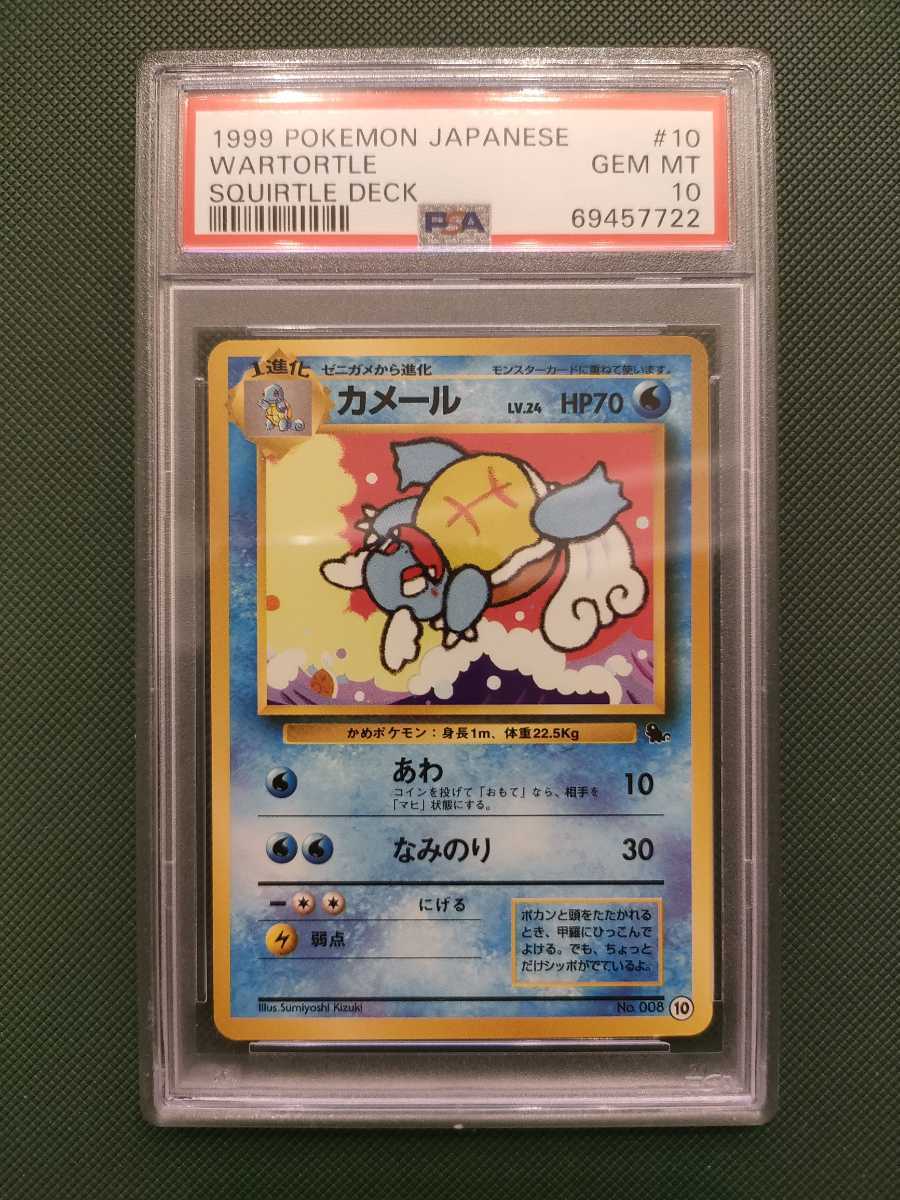 1999 POKEMON JAPANESE #10
WARTORTLE GEM MT
SQUIRTLE DECK 10
PSA 69457722
1進化 ゼニガメから進化 モンスターカードに重ねて使います。
カメール LV.24 HP70
かめポケモン：身長1m、体重22.5Kg
あわ 10
コインを投げて「おもて」なら、相手を
「マヒ」状態にする。
なみのり 30
にげる
弱点
ポカンと頭をたたかれる
とき、甲羅にひっこんで
よける。でも、ちょっと
だけシッポがでているよ。
Illus. Sumiyoshi Kizuki No. 008 10